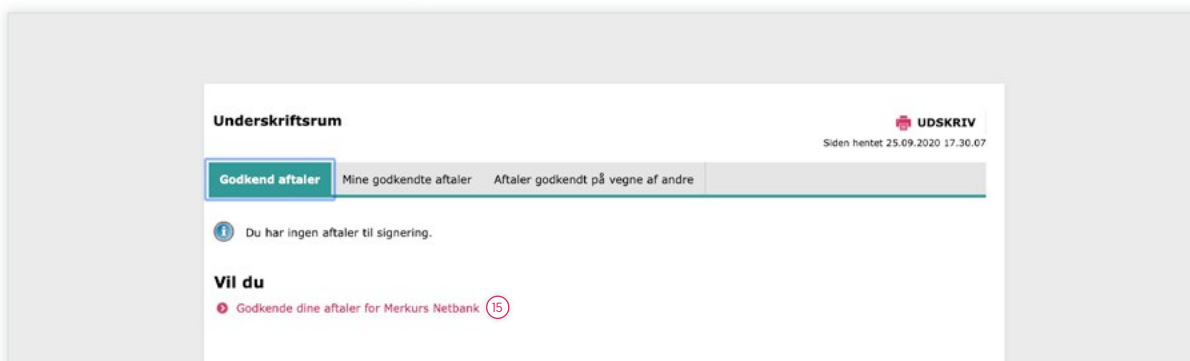 Underskriftsrum
UDSKRIV
Siden hentet 25.09.2020 17.30.07
Godkend aftaler Mine godkendte aftaler Aftaler godkendt på vegne af andre
Du har ingen aftaler til signering.
Vil du
Godkende dine aftaler for Merkurs Netbank 15